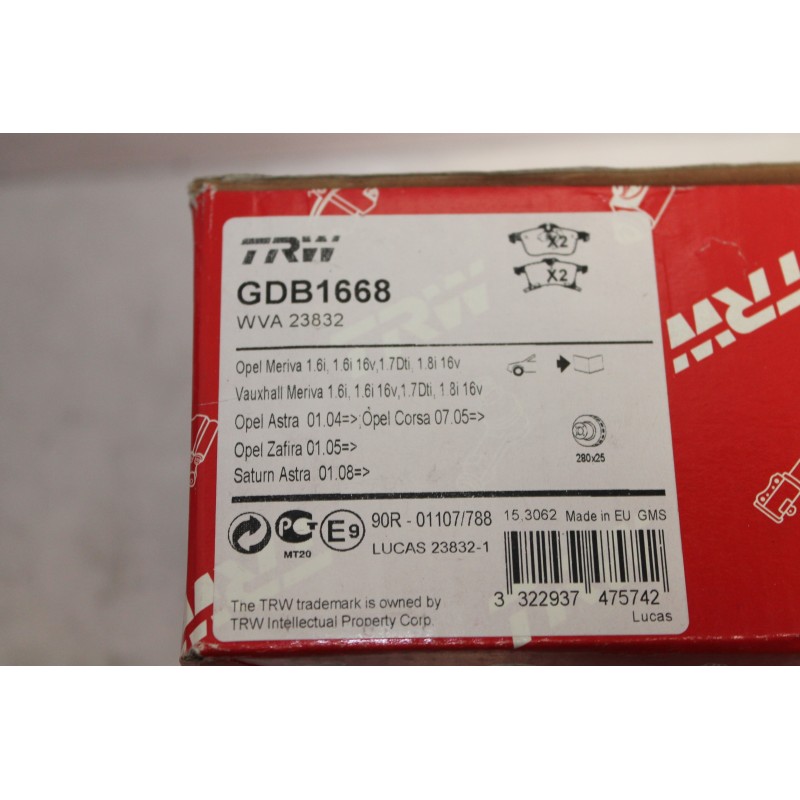 TRW
GDB1668
WVA 23832
X2
X2
Opel Meriva 1.6i, 1.6i 16v,1.7Dti, 1.8i 16v
Vauxhall Meriva 1.6i, 1.6i 16v,1.7Dti, 1.8i 16v
Opel Astra 01.04=>;Opel Corsa 07.05=>
Opel Zafira 01.05=>
Saturn Astra 01.08=>
280x25
PCT
MT20
E9
90R - 01107/788
LUCAS 23832-1
15.3062 Made in EU GMS
3 322937 475742
Lucas
The TRW trademark is owned by
TRW Intellectual Property Corp.
TRW
TRW